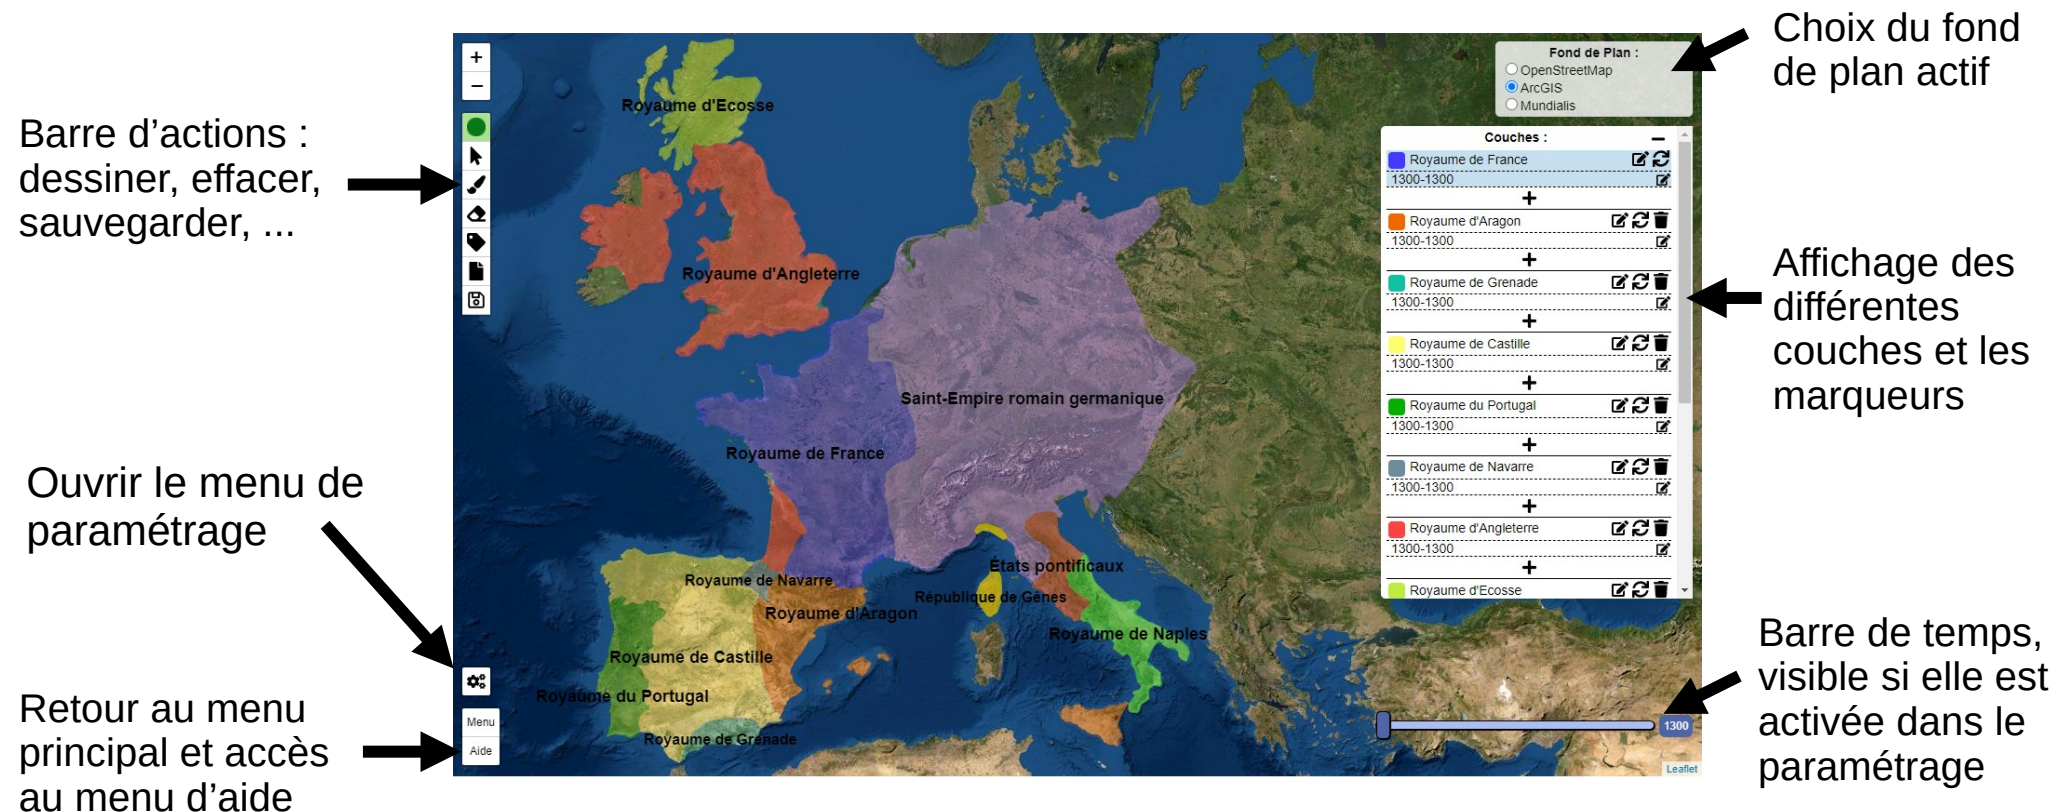 Choix du fond
de plan actif
Barre d’actions :
dessiner, effacer,
sauvegarder, ...
Ouvrir le menu de
paramétrage
Retour au menu
principal et accès
au menu d’aide
+
−
Menu
Aide
Royaume d'Ecosse
Royaume d'Angleterre
Saint-Empire romain germanique
Royaume de France
États pontificaux
Royaume de Navarre
République de Gênes
Royaume d'Aragon
Royaume de Naples
Royaume de Castille
Royaume du Portugal
Royaume de Grenade
Fond de Plan :
OpenStreetMap
ArcGIS
Mundialis
Couches :
Royaume de France
1300-1300
+
Royaume d'Aragon
1300-1300
+
Royaume de Grenade
1300-1300
+
Royaume de Castille
1300-1300
+
Royaume du Portugal
1300-1300
+
Royaume de Navarre
1300-1300
+
Royaume d'Angleterre
1300-1300
+
Royaume d'Ecosse
1300
Leaflet
Affichage des
différentes
couches et les
marqueurs
Barre de temps,
visible si elle est
activée dans le
paramétrage